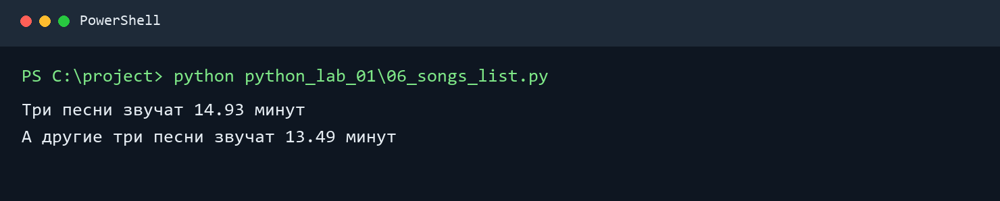 PowerShell
PS C:\project> python python_lab_01\06_songs_list.py
Три песни звучат 14.93 минут
А другие три песни звучат 13.49 минут